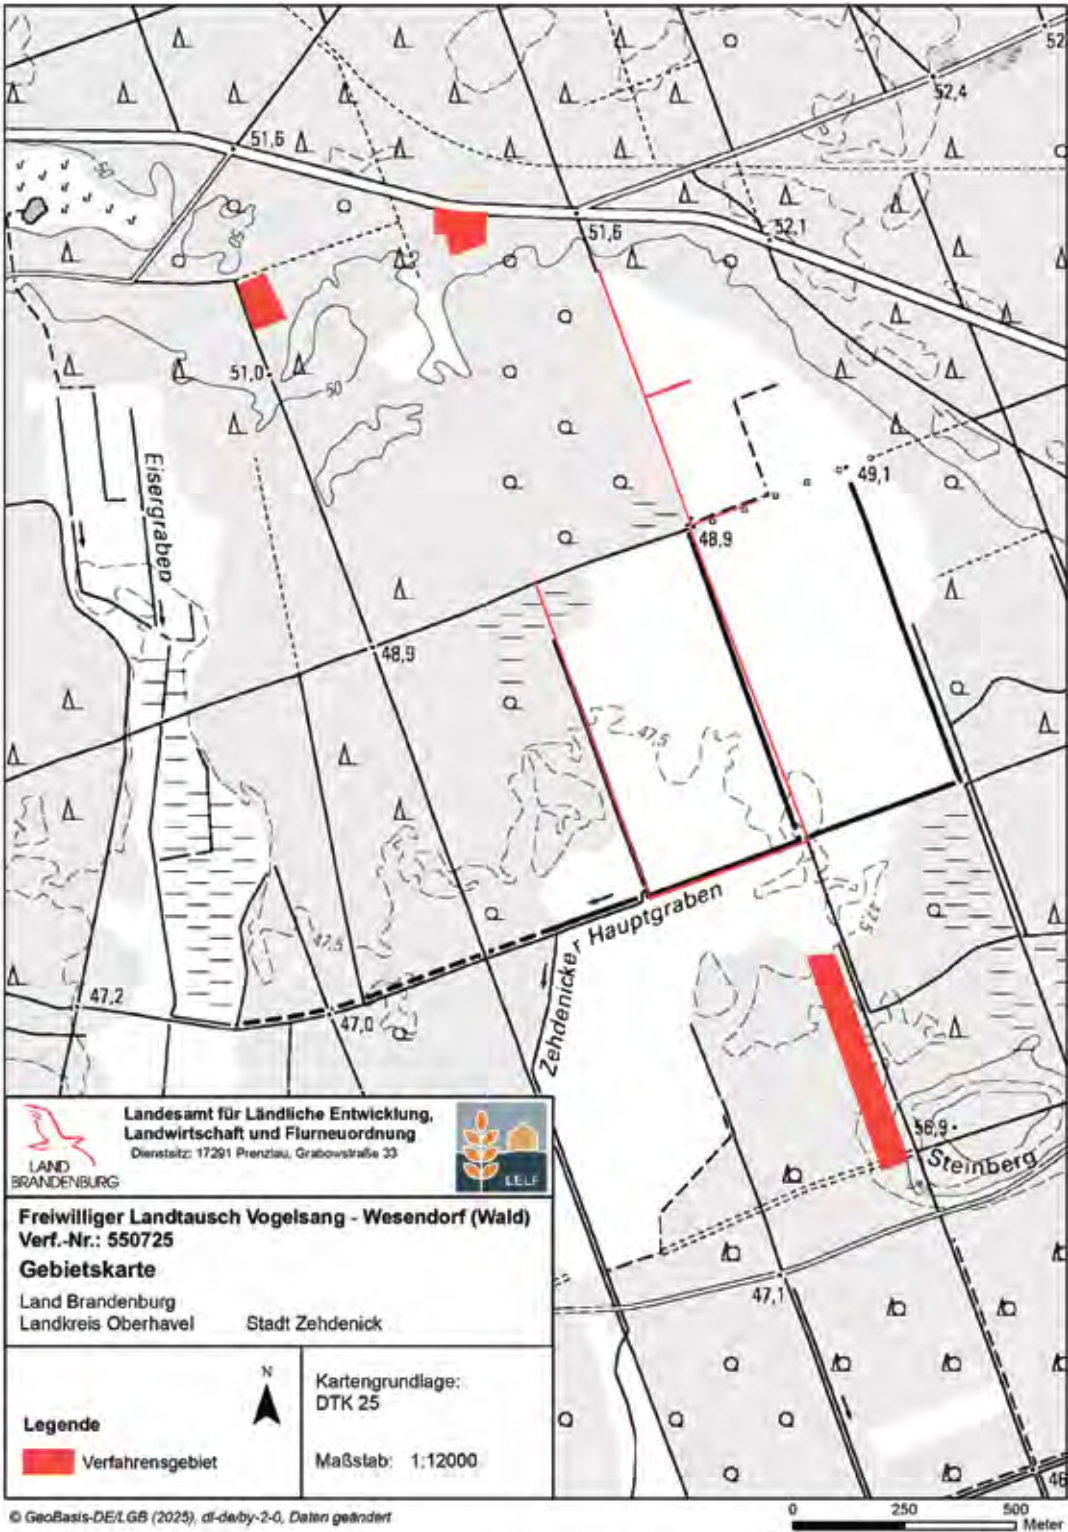 52,4
51,6
50
50
51,6
52,1
51,0
50
49,1
48,9
Eisergraben
48,9
47,5
Zehdenicker Hauptgraben
47,5
47,5
47,2
47,0
56,9
Steinberg
47,1
LAND
BRANDENBURG
Landesamt für Ländliche Entwicklung,
Landwirtschaft und Flurneuordnung
Dienstsitz: 17291 Prenzlau, Grabowstraße 33
LELF
Freiwilliger Landtausch Vogelsang - Wesendorf (Wald)
Verf.-Nr.: 550725
Gebietskarte
Land Brandenburg
Landkreis Oberhavel Stadt Zehdenick
N
Legende
Verfahrensgebiet
Kartengrundlage:
DTK 25
Maßstab: 1:12000
© GeoBasis-DE/LGB (2025), dl-de/by-2-0, Daten geändert
0 250 500
Meter